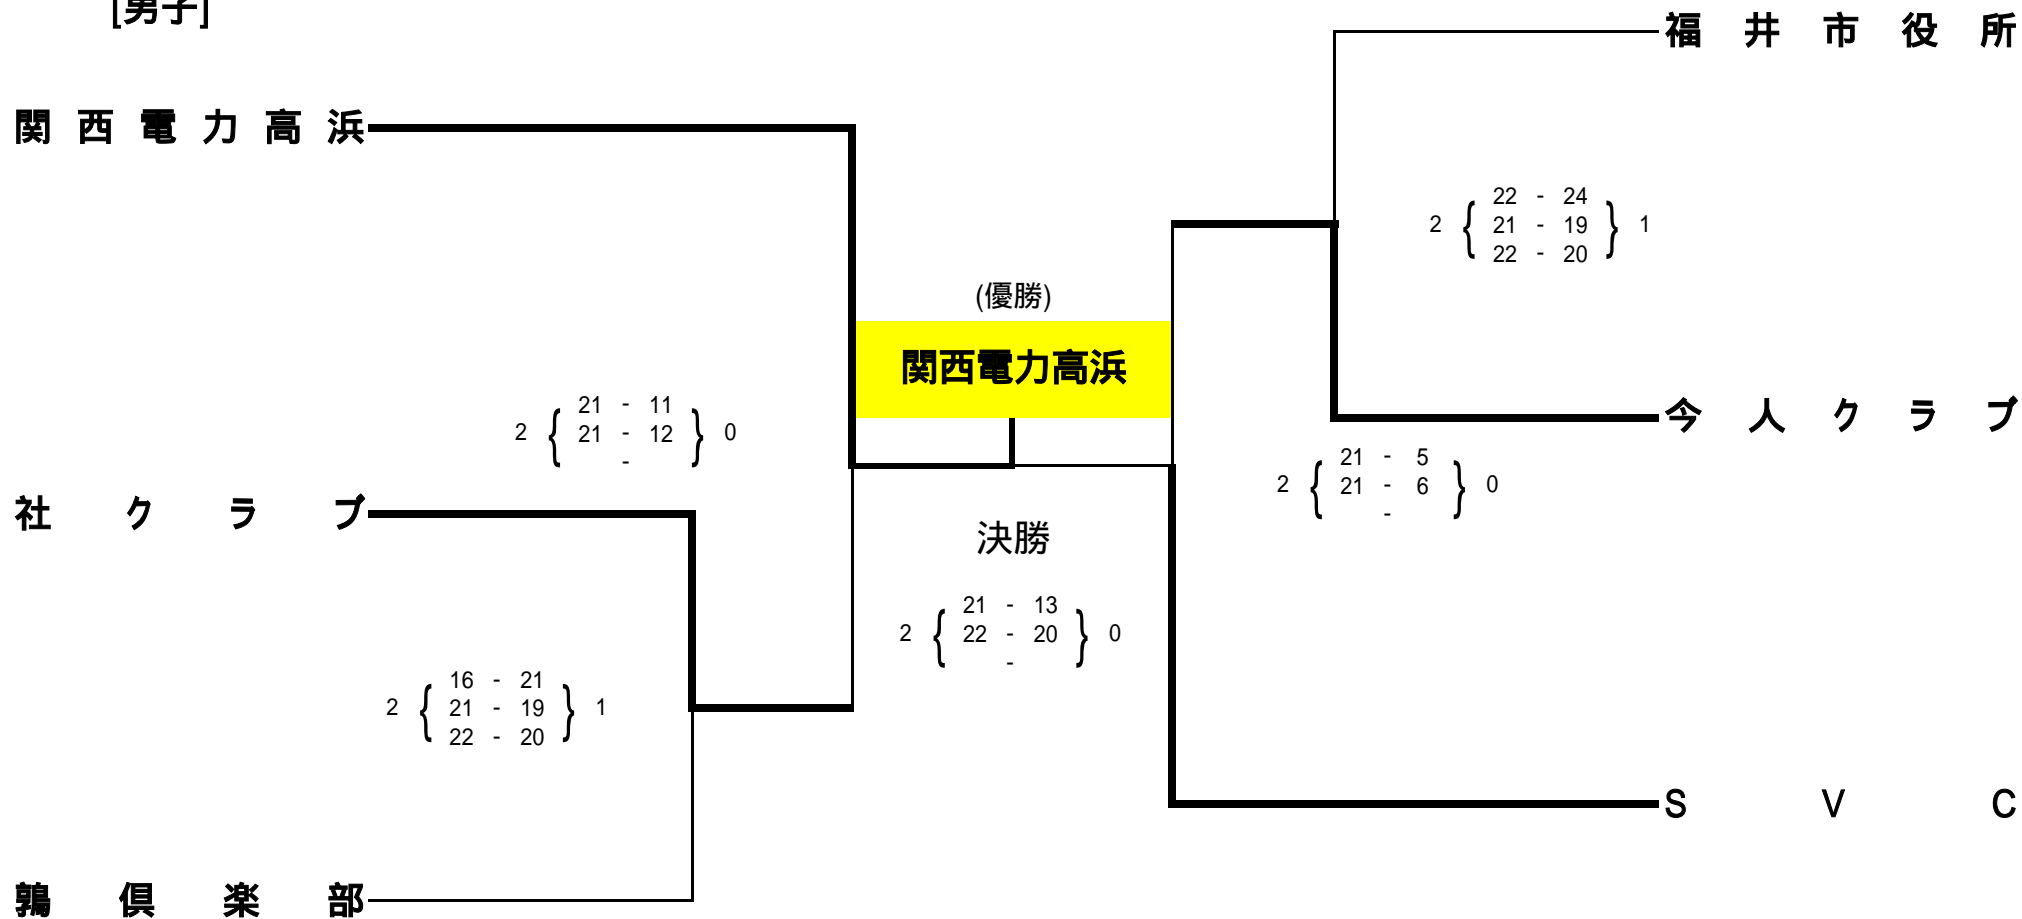 [男子]
福井市役所
関西電力高浜
22 - 24
2 { 21 - 19 } 1
22 - 20
(優勝)
関西電力高浜
21 - 11
2 { 21 - 12 } 0
-
今人クラブ
21 - 5
2 { 21 - 6 } 0
-
社クラブ
決勝
21 - 13
2 { 22 - 20 } 0
-
16 - 21
2 { 21 - 19 } 1
22 - 20
SVC
鶉倶楽部